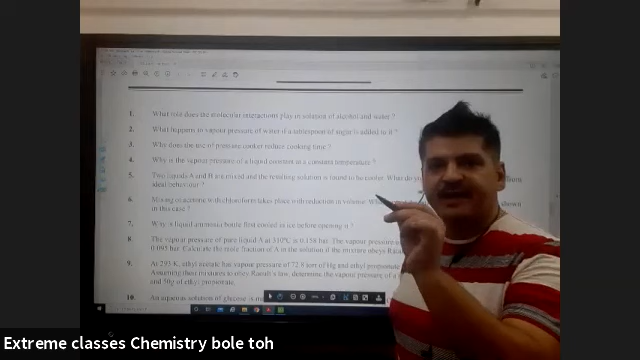 1. What role does the molecular interactions play in solution of alcohol and water ?
2. What happens to vapour pressure of water if a tablespoon of sugar is added to it ?
3. Why does the use of pressure cooker reduce cooking time ?
4. Why is the vapour pressure of a liquid constant at a constant temperature ?
5. Two liquids A and B are mixed and the resulting solution is found to be cooler. What do
ideal behaviour ?
6. Mixing of acetone with chloroform takes place with reduction in volume. shown
in this case ?
7. Why is liquid ammonia bottle first cooled in ice before opening it ?
8. The vapour pressure of pure liquid A at 310°C is 0.158 bar. The vapour pressure
0.095 bar. Calculate the mole fraction of A in the solution if the mixture obeys
9. At 293 K, ethyl acetate has vapour pressure of 72.8 torr of Hg and ethyl propionate
Assuming their mixtures to obey Raoult's law, determine the vapour pressure of a
and 50g of ethyl propionate.
10. An aqueous solution of glucose is
Extreme classes Chemistry bole toh